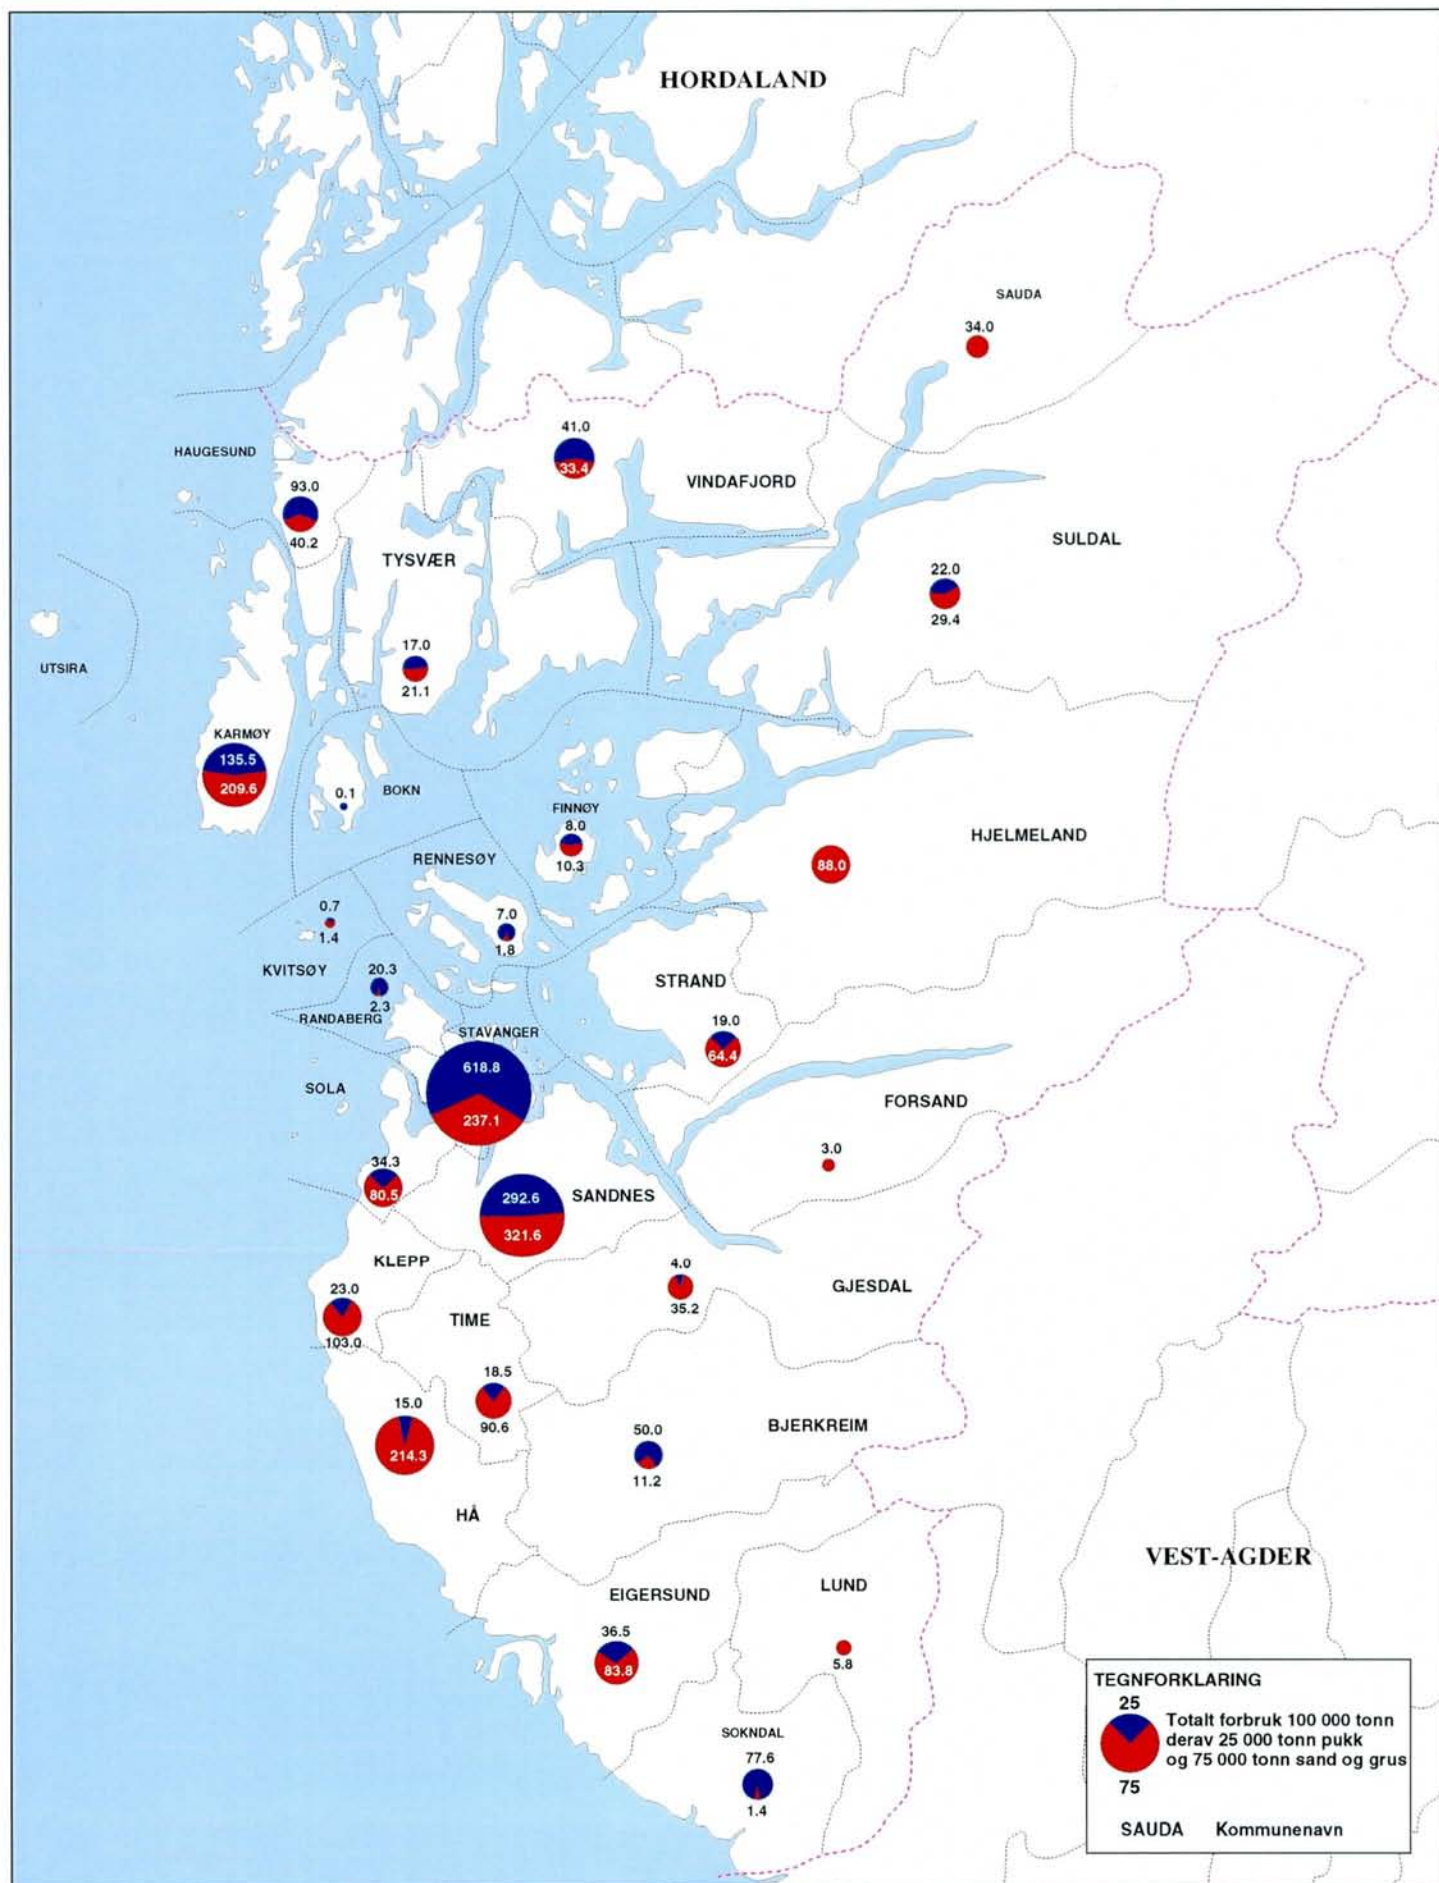 HORDALAND
SAUDA
34.0
41.0
33.4
HAUGESUND
VINDAFJORD
93.0
40.2
SULDAL
TYSVÆR
22.0
29.4
17.0
21.1
UTSIRA
KARMØY
135.5
209.6
BOKN
0.1
FINNØY
8.0
10.3
HJELMELAND
88.0
RENNESØY
0.7
1.4
7.0
1.8
KVITSØY
20.3
2.3
STRAND
RANDABERG
19.0
64.4
STAVANGER
618.8
237.1
SOLA
FORSAND
3.0
34.3
80.5
292.6
321.6
SANDNES
KLEPP
23.0
103.0
4.0
35.2
GJESDAL
TIME
18.5
90.6
15.0
214.3
BJERKREIM
50.0
11.2
HÅ
VEST-AGDER
EIGERSUND
LUND
36.5
83.8
5.8
SOKNDAL
77.6
1.4
TEGNFORKLARING
25
Totalt forbruk 100 000 tonn
derav 25 000 tonn pukk
og 75 000 tonn sand og grus
75
SAUDA Kommunenavn